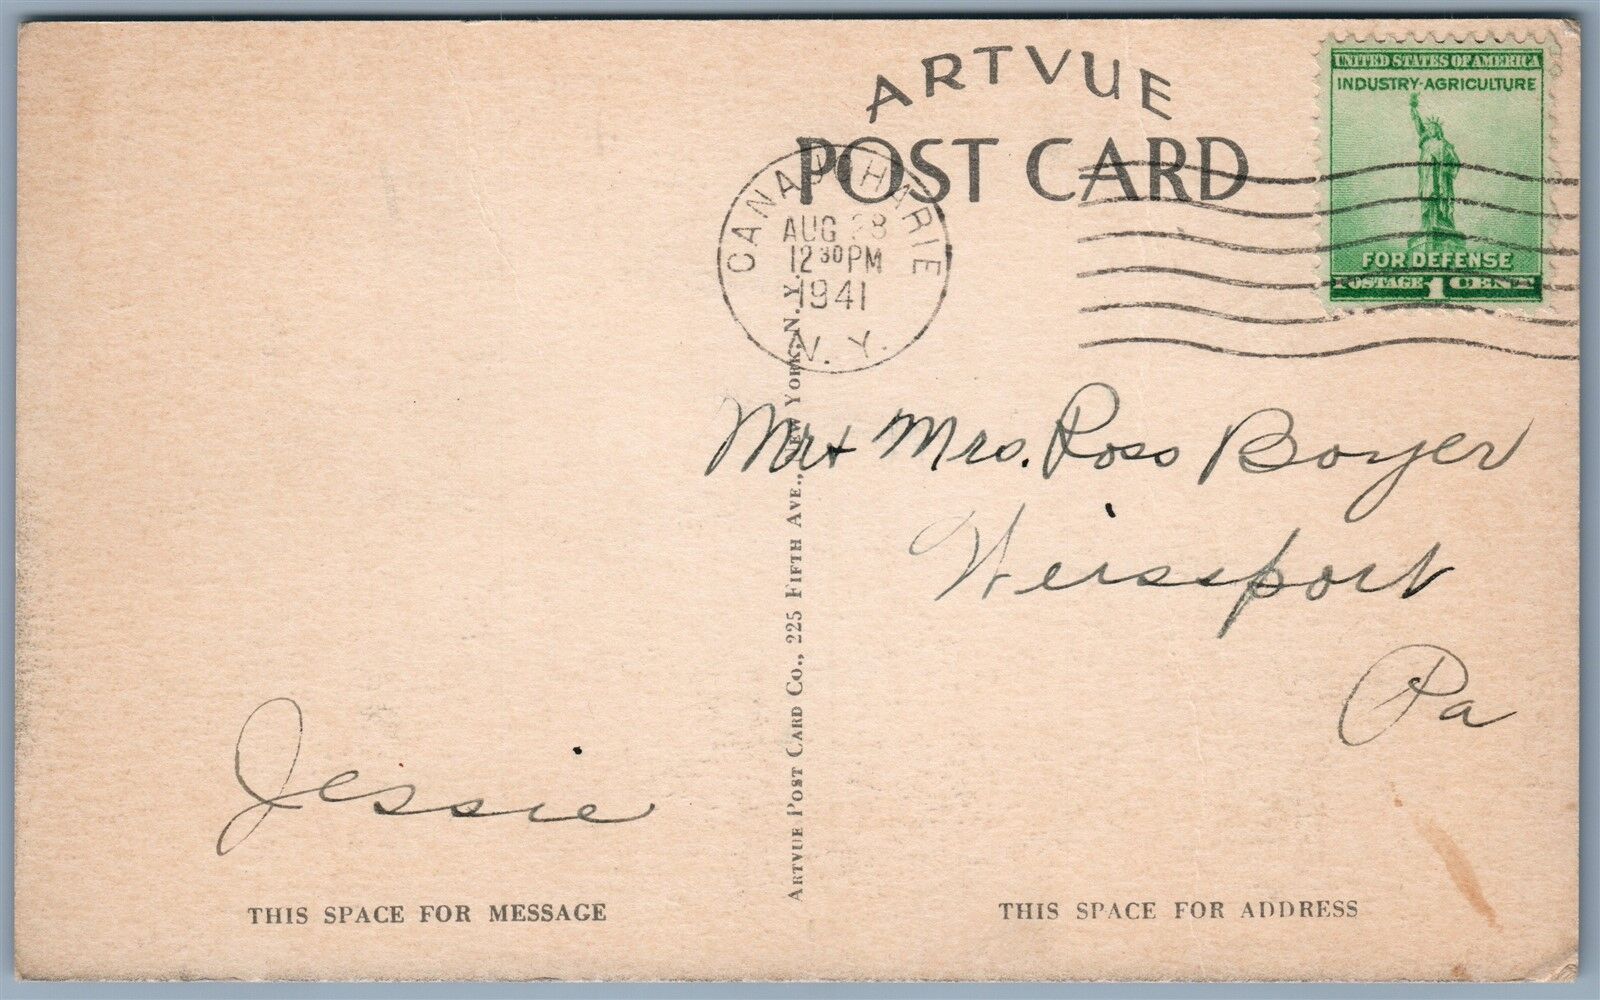 ARTVUE
POST CARD
UNITED STATES OF AMERICA
INDUSTRY-AGRICULTURE
FOR DEFENSE
POSTAGE 1 CENT
CANAJOHARIE
AUG 28
12 30 PM
1941
N. Y.
Mr & Mrs. Ross Boyer
Weissport
Pa
Jessie
ARTVUE POST CARD CO., 225 FIFTH AVE., NEW YORK, N. Y.
THIS SPACE FOR MESSAGE
THIS SPACE FOR ADDRESS